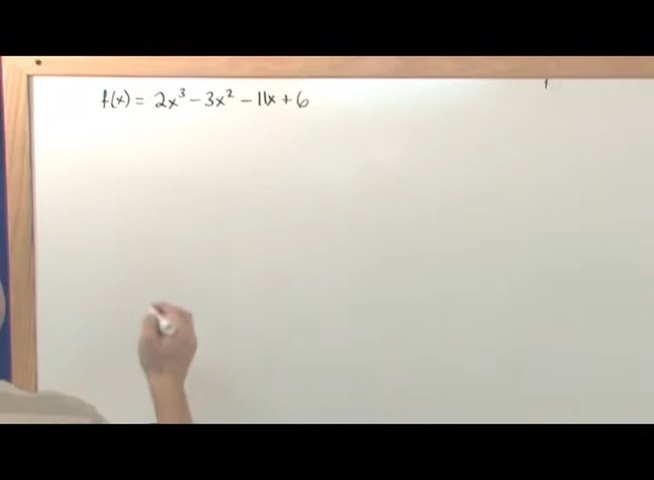 f(x) = 2x³ - 3x² - 11x + 6